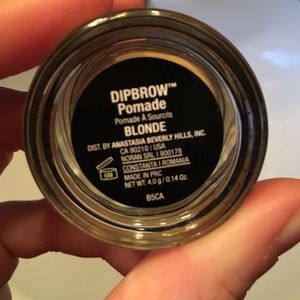 DIPBROW™
Pomade
Pomade À Sourcils
BLONDE
DIST. BY ANASTASIA BEVERLY HILLS, INC.
CA 90210 | USA
NORAN SRL | 900178
CONSTANTA | ROMANIA
MADE IN PRC
6M
NET WT. 4.0 g / 0.14 Oz.
B5CA